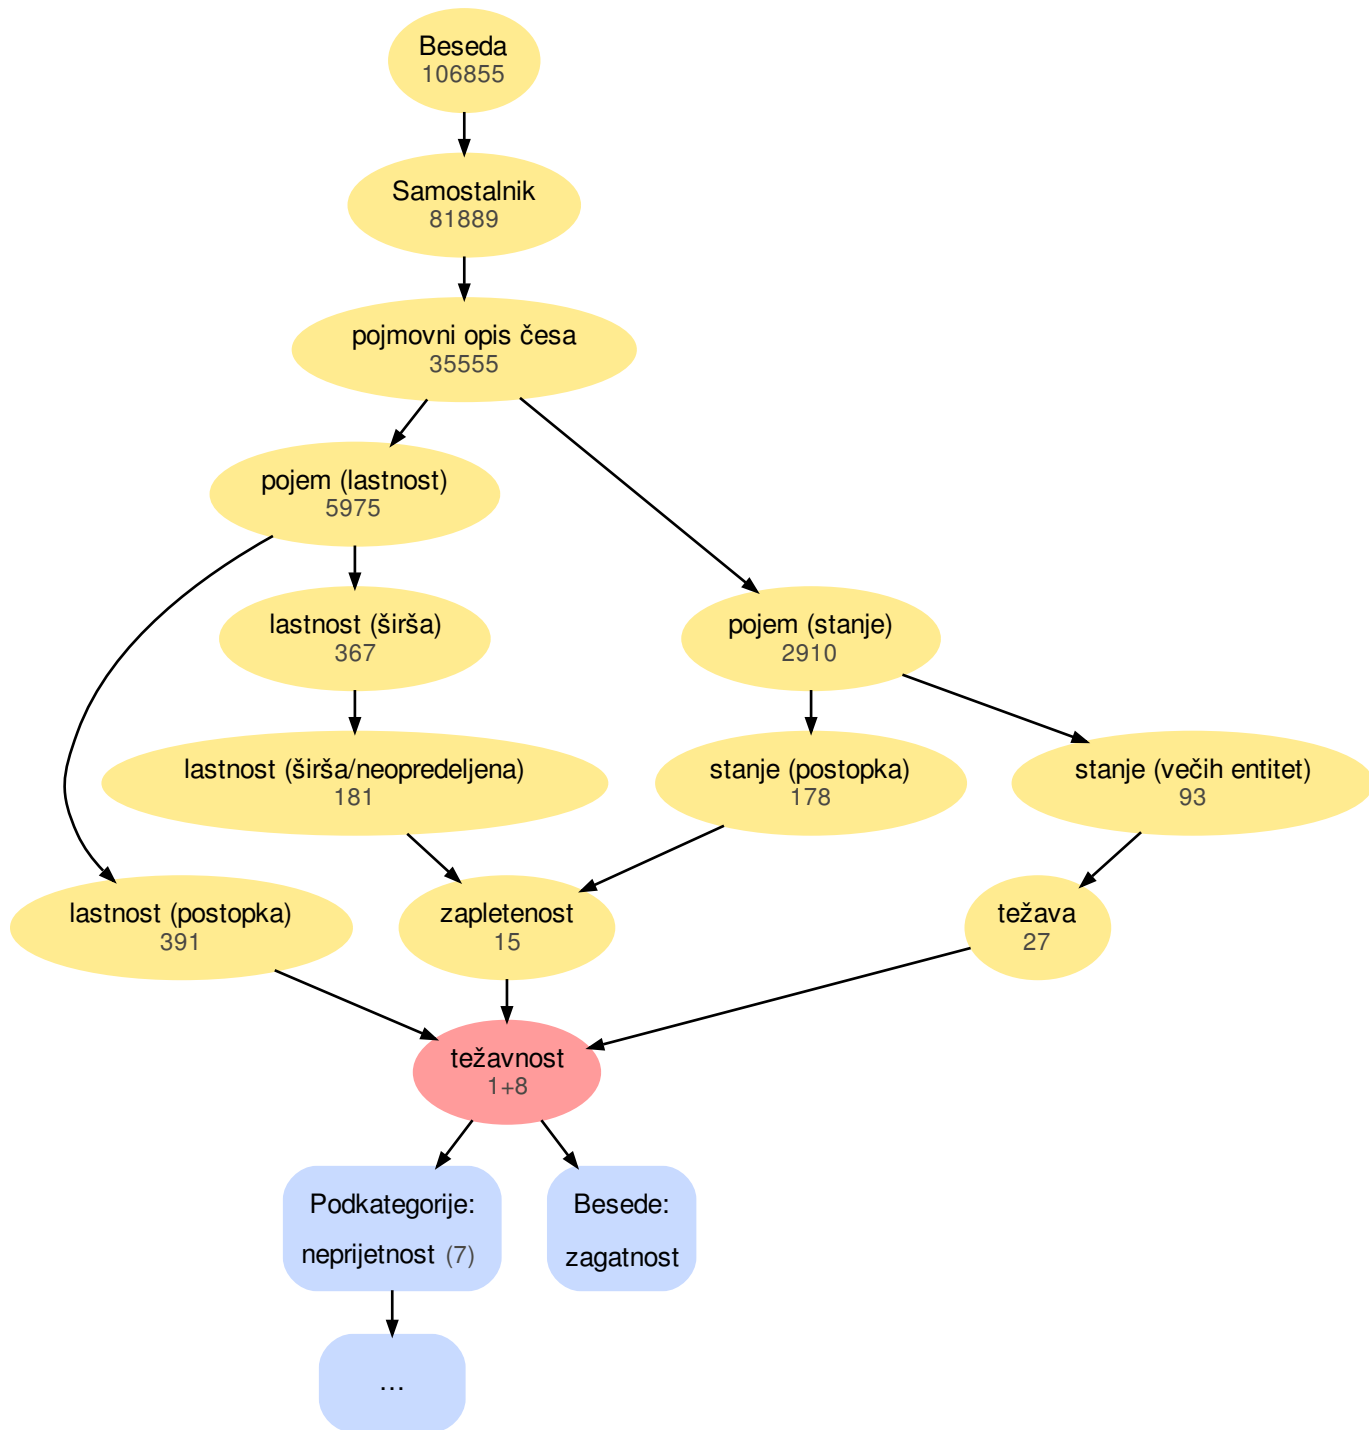 Beseda
106855
Samostalnik
81889
pojmovni opis česa
35555
pojem (lastnost)
5975
lastnost (širša)
367
pojem (stanje)
2910
lastnost (širša/neopredeljena)
181
stanje (postopka)
178
stanje (večih entitet)
93
lastnost (postopka)
391
zapletenost
15
težava
27
težavnost
1+8
Podkategorije:
neprijetnost (7)
Besede:
zagatnost
…